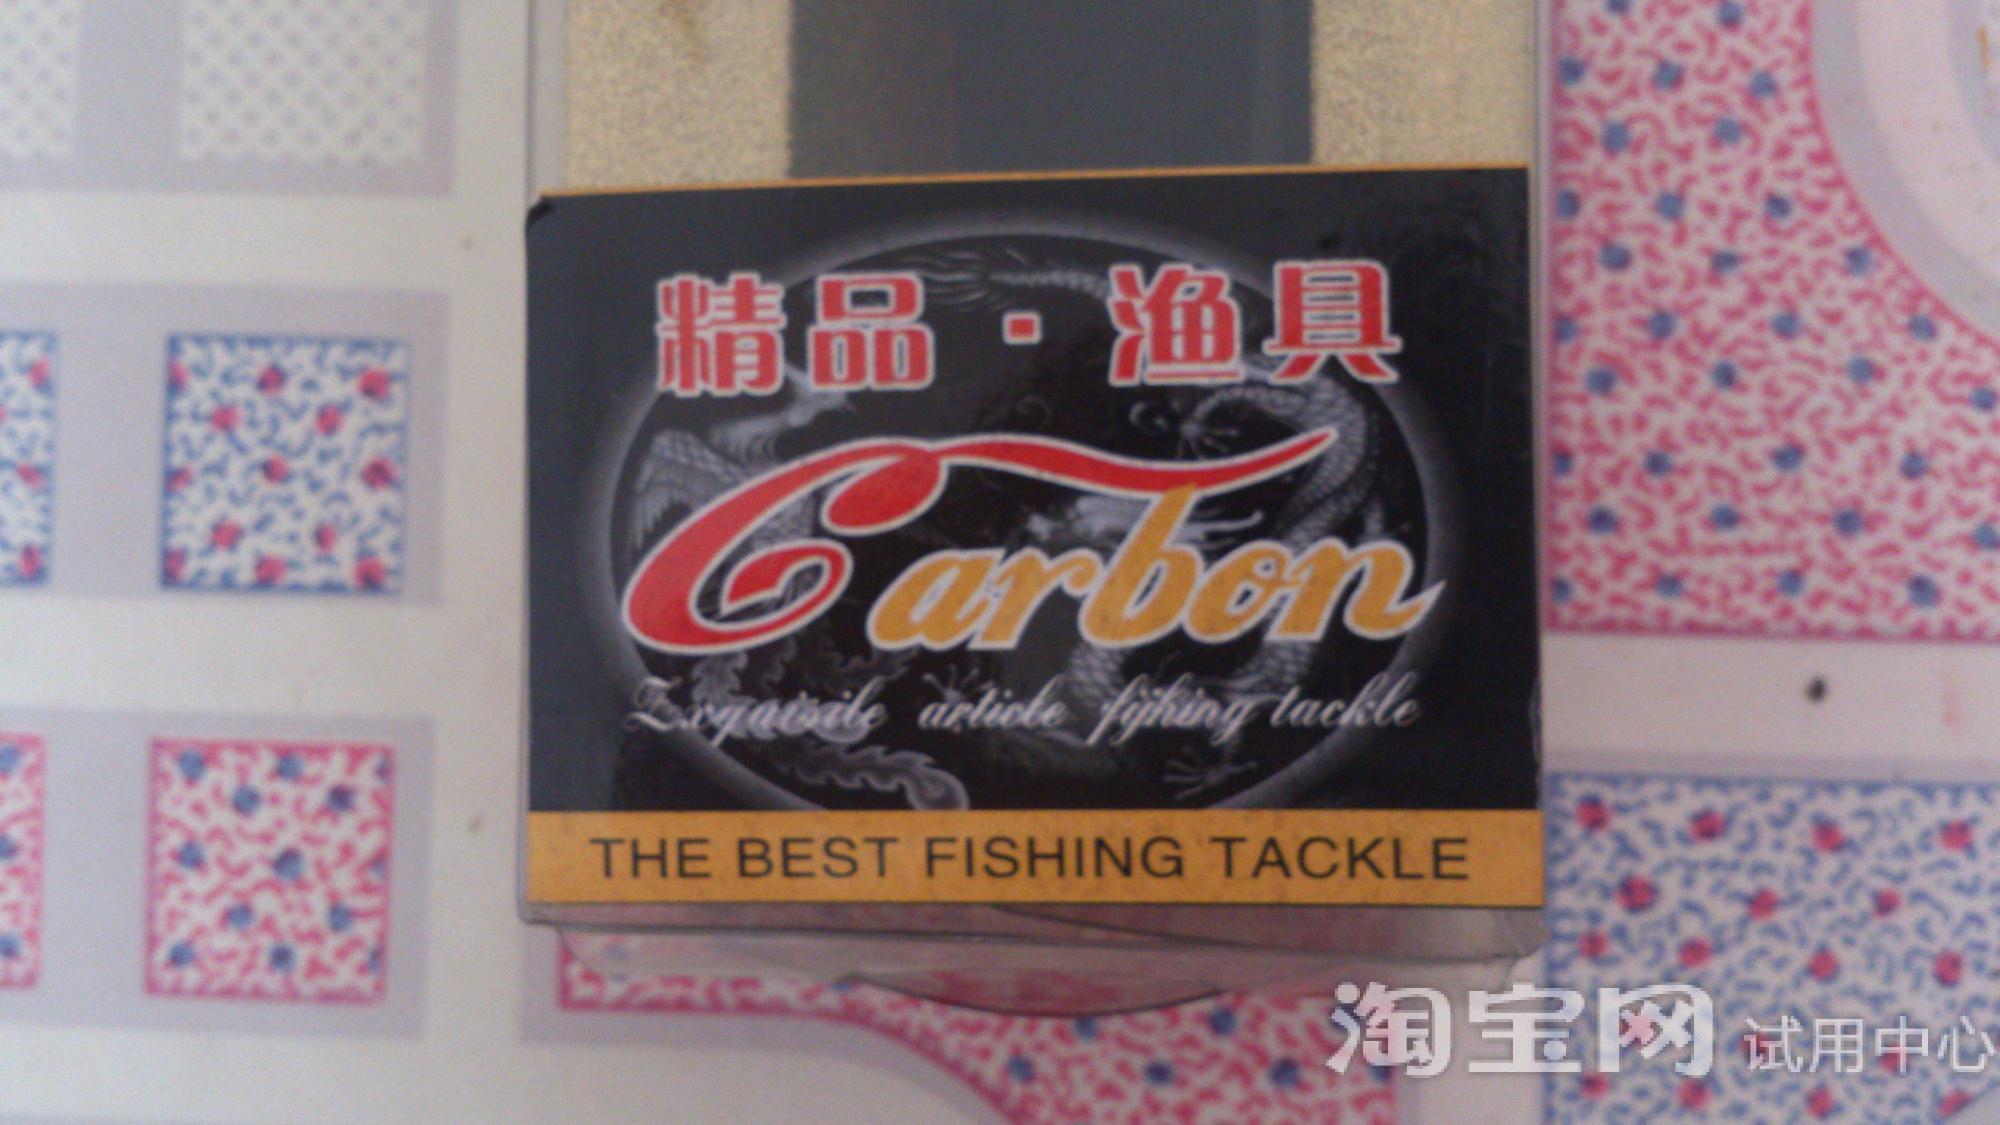 精品·渔具
Carbon
Exquisite article fijhing tackle
THE BEST FISHING TACKLE
淘宝网 试用中心